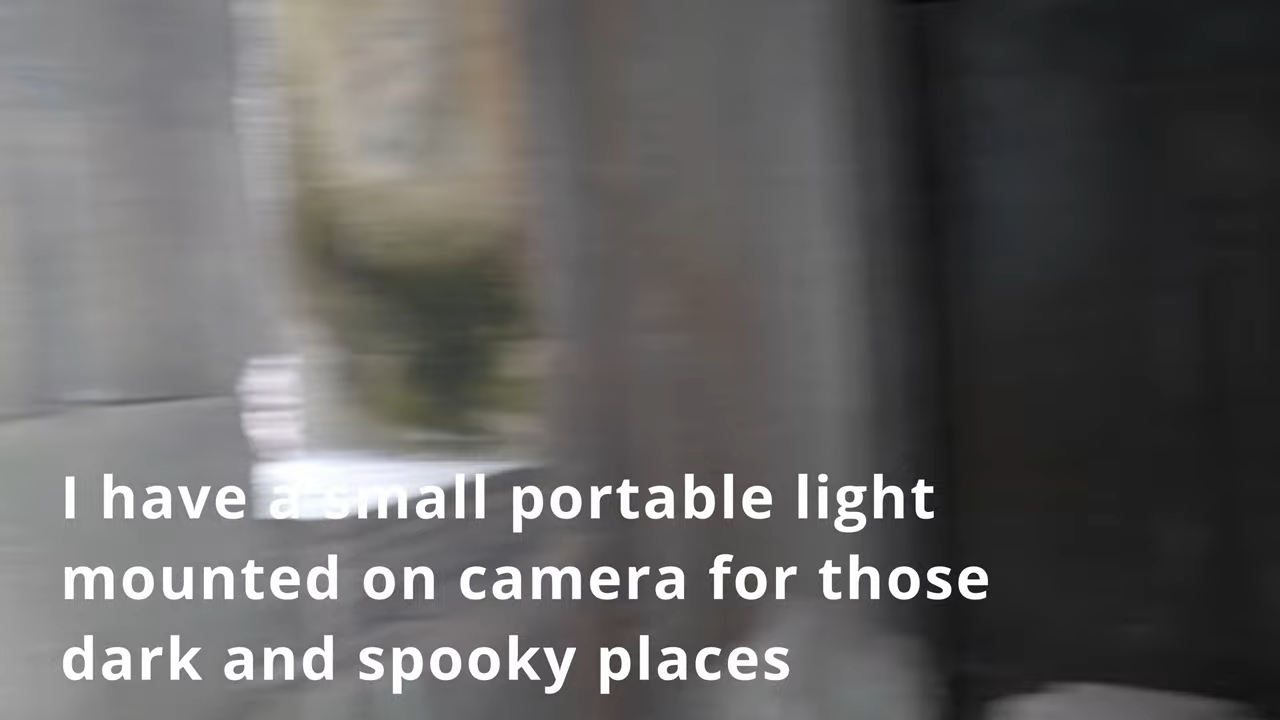 I have a small portable light
mounted on camera for those
dark and spooky places